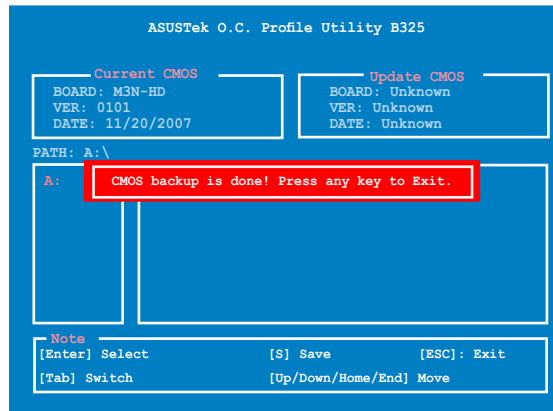 ASUSTek O.C. Profile Utility B325
Current CMOS
BOARD: M3N-HD
VER: 0101
DATE: 11/20/2007
Update CMOS
BOARD: Unknown
VER: Unknown
DATE: Unknown
PATH: A:\
A:
CMOS backup is done! Press any key to Exit.
Note
[Enter] Select [S] Save [ESC]: Exit
[Tab] Switch [Up/Down/Home/End] Move